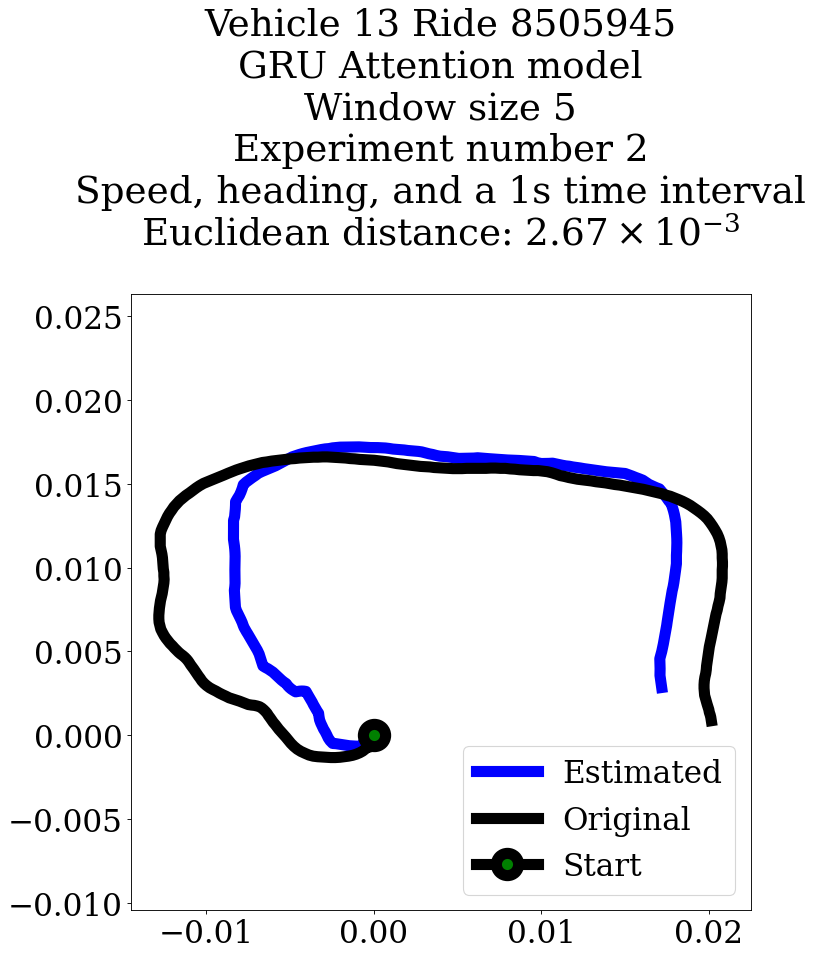 Vehicle 13 Ride 8505945
GRU Attention model
Window size 5
Experiment number 2
Speed, heading, and a 1s time interval
Euclidean distance: 2.67 × 10⁻³
0.025
0.020
0.015
0.010
0.005
0.000
−0.005
−0.010
−0.01 0.00 0.01 0.02
Estimated
Original
Start